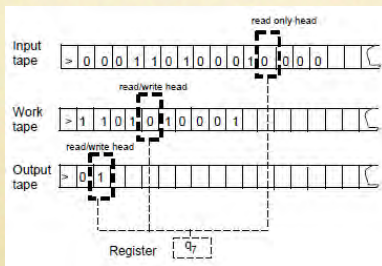 read only head
Input tape
> 0 0 0 1 1 0 1 0 0 0 1 0 0 0 0
read/write head
Work tape
> 1 1 0 1 0 1 0 0 0 1
read/write head
Output tape
> 0 1
Register q7